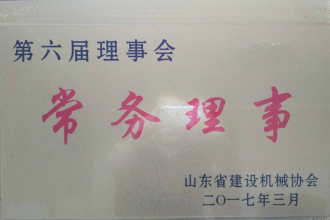 第六届理事会
常务理事
山东省建设机械协会
二〇一七年三月